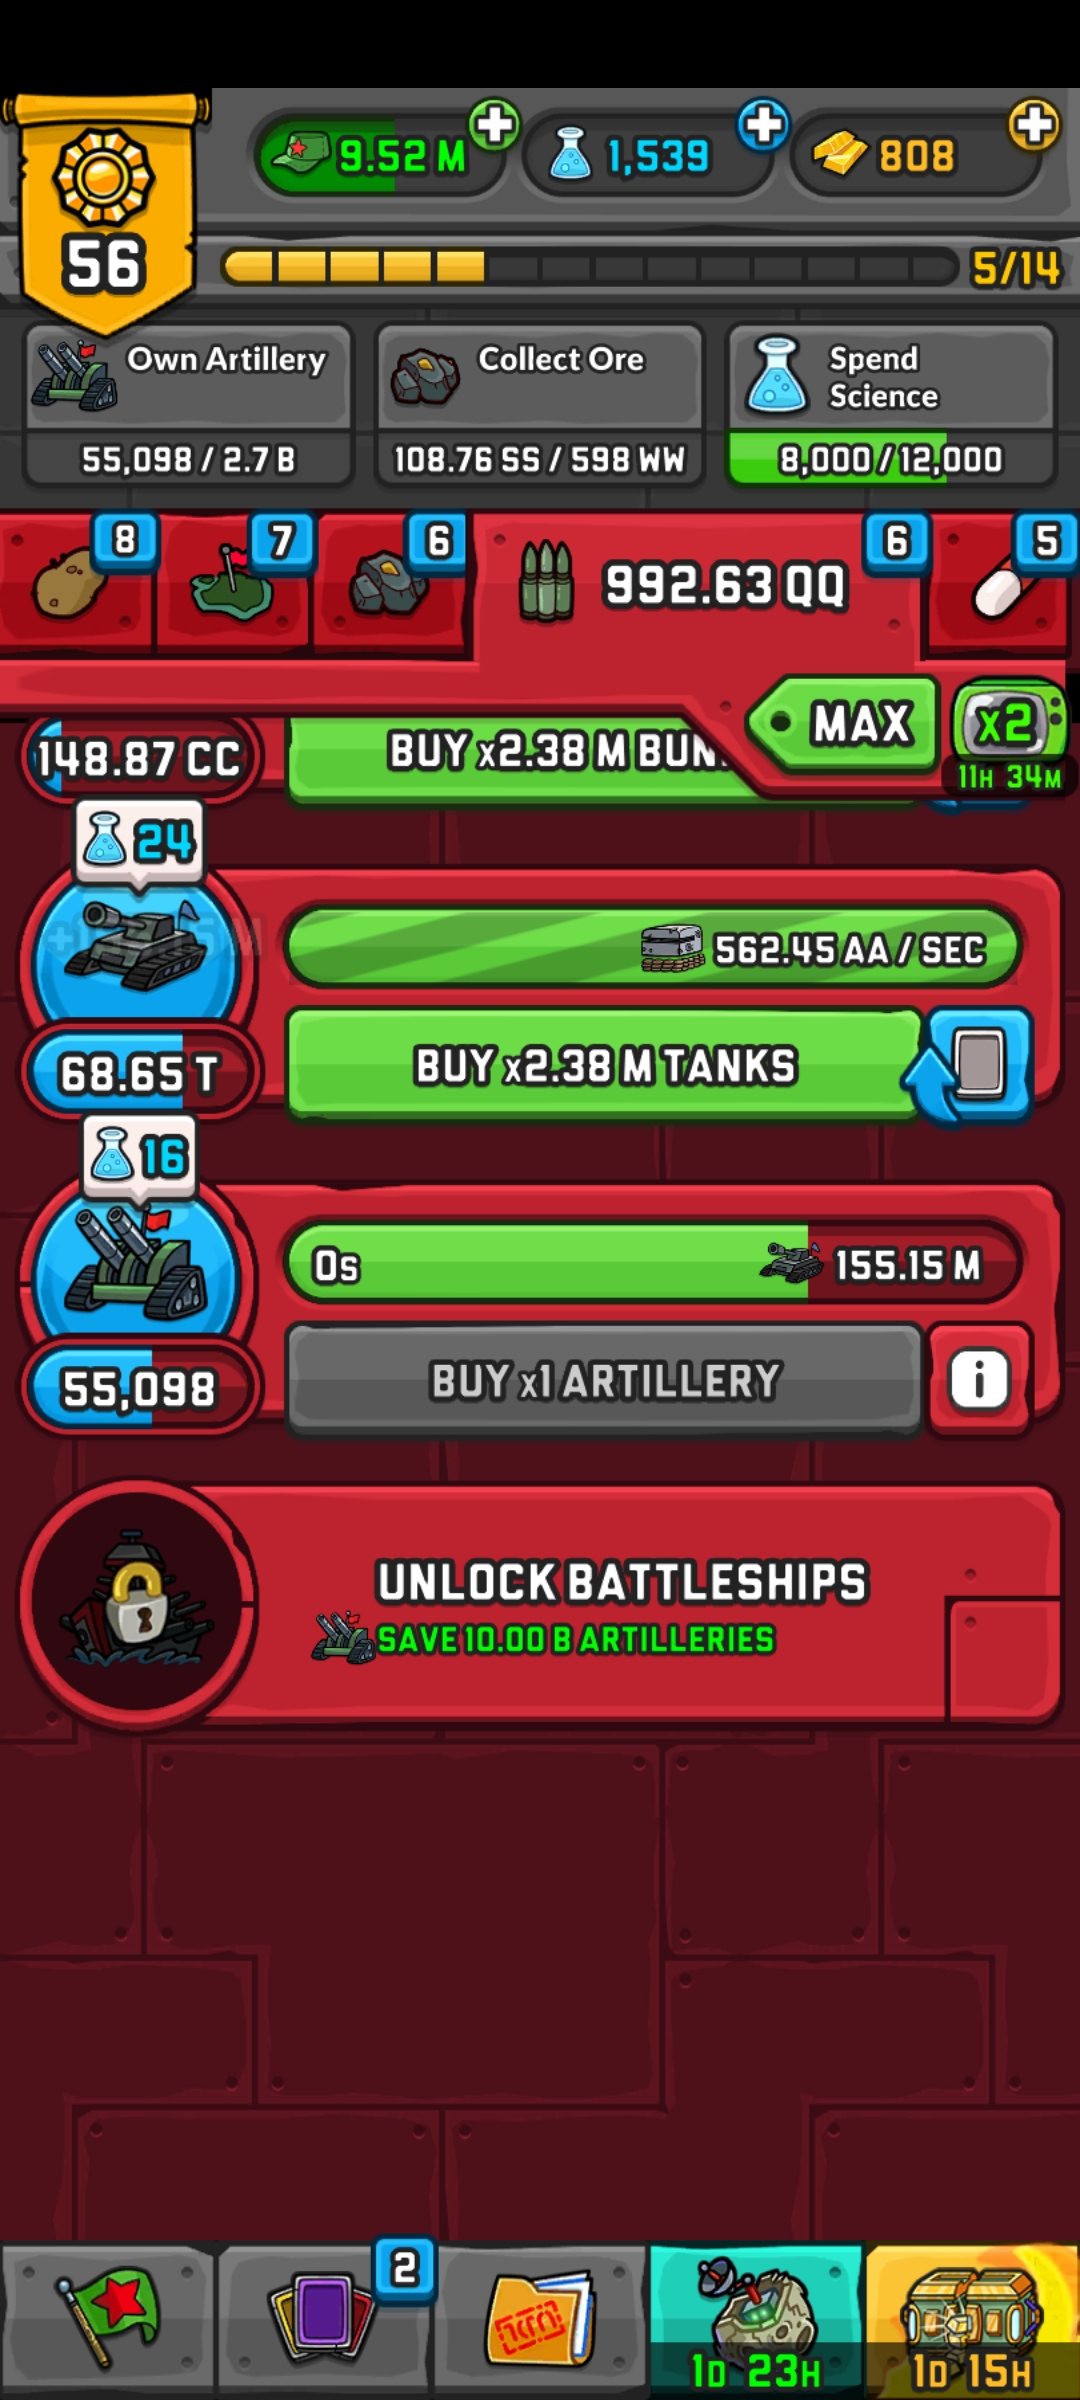 9.52 M
1,539
808
56
5/14
Own Artillery
55,098 / 2.7 B
Collect Ore
108.76 SS / 598 WW
Spend
Science
8,000 / 12,000
8
7
6
992.63 QQ
6
5
MAX
x2
11H 34M
148.87 CC
BUY x2.38 M BUN
24
562.45 AA / SEC
68.65 T
BUY x2.38 M TANKS
16
0s
155.15 M
55,098
BUY x1 ARTILLERY
i
UNLOCK BATTLESHIPS
SAVE 10.00 B ARTILLERIES
2
1D 23H
1D 15H